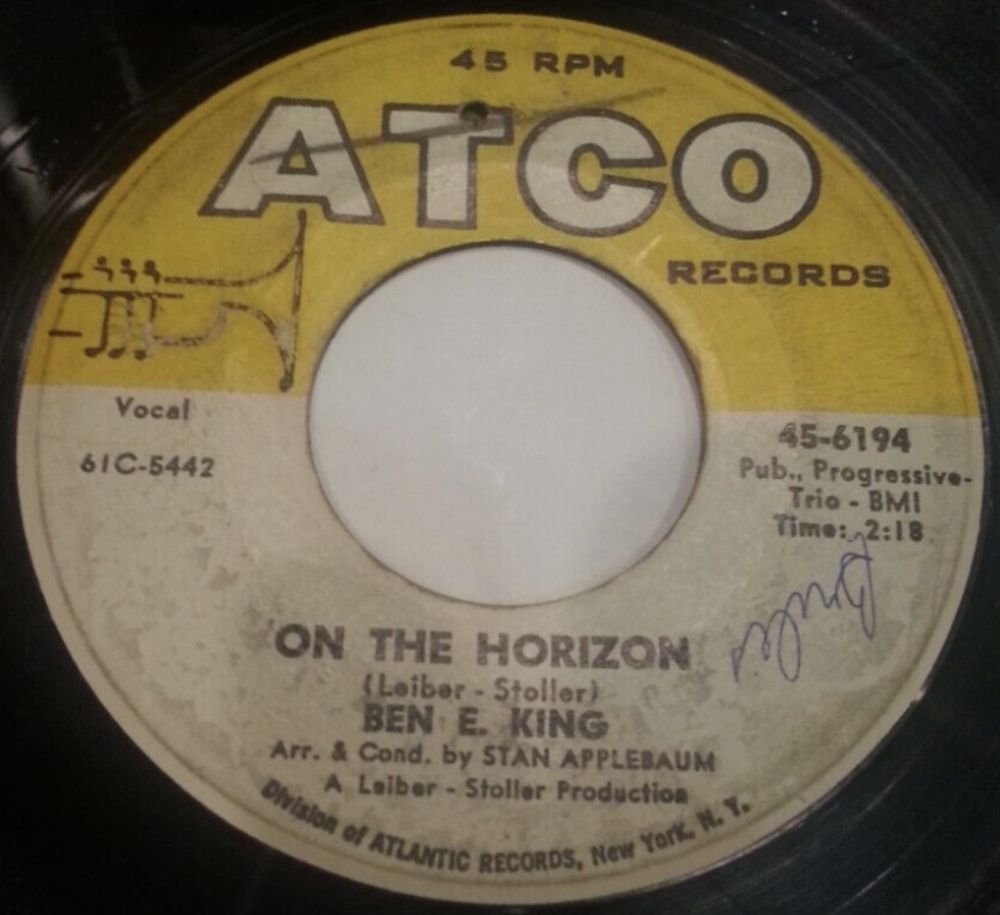 45 RPM
ATCO
RECORDS
Vocal
61C-5442
45-6194
Pub., Progressive-
Trio - BMI
Time: 2:18
ON THE HORIZON
(Leiber - Stoller)
BEN E. KING
Arr. & Cond. by STAN APPLEBAUM
A Leiber - Stoller Production
Division of ATLANTIC RECORDS, New York, N. Y.